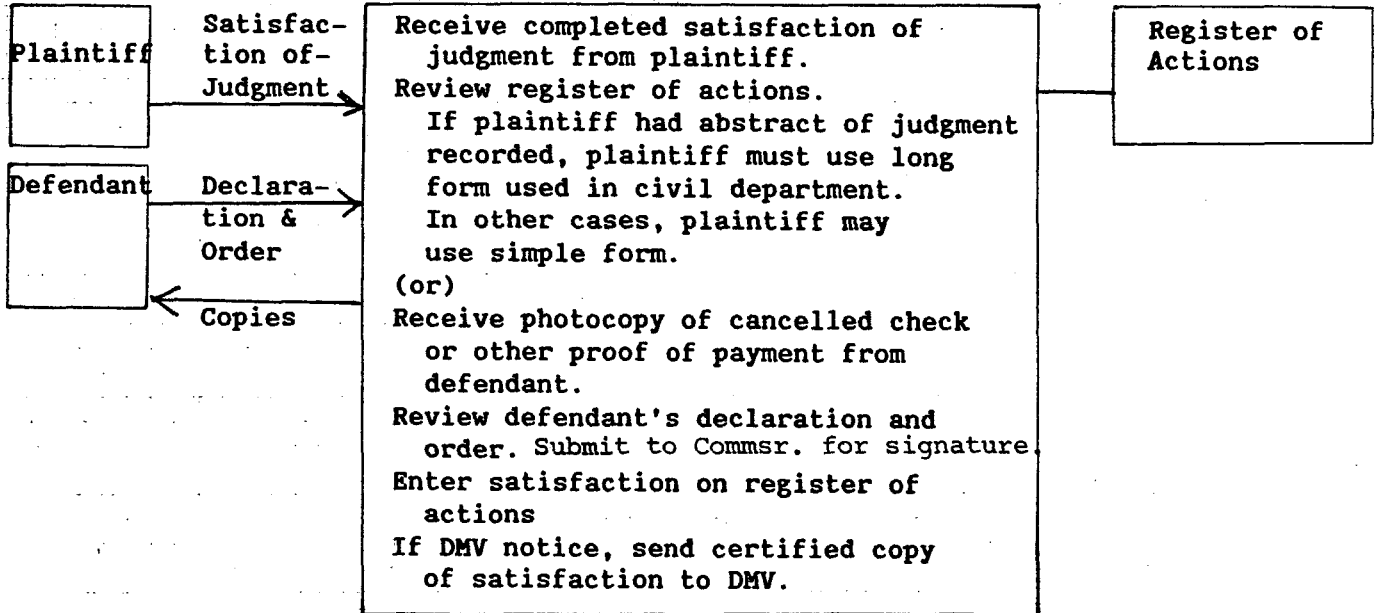 Plaintiff
Satisfac-
tion of-
Judgment
Defendant
Declara-
tion &
Order
Copies
Receive completed satisfaction of
judgment from plaintiff.
Review register of actions.
If plaintiff had abstract of judgment
recorded, plaintiff must use long
form used in civil department.
In other cases, plaintiff may
use simple form.
(or)
Receive photocopy of cancelled check
or other proof of payment from
defendant.
Review defendant's declaration and
order. Submit to Commsr. for signature.
Enter satisfaction on register of
actions
If DMV notice, send certified copy
of satisfaction to DMV.
Register of
Actions